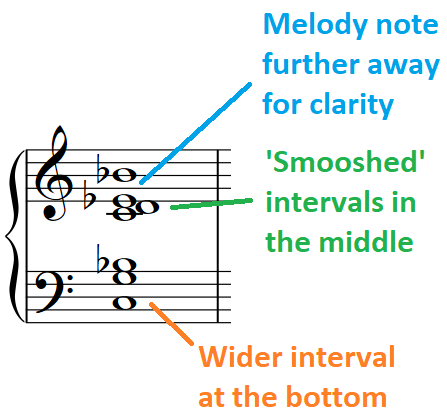 Melody note
further away
for clarity
'Smooshed'
intervals in
the middle
Wider interval
at the bottom